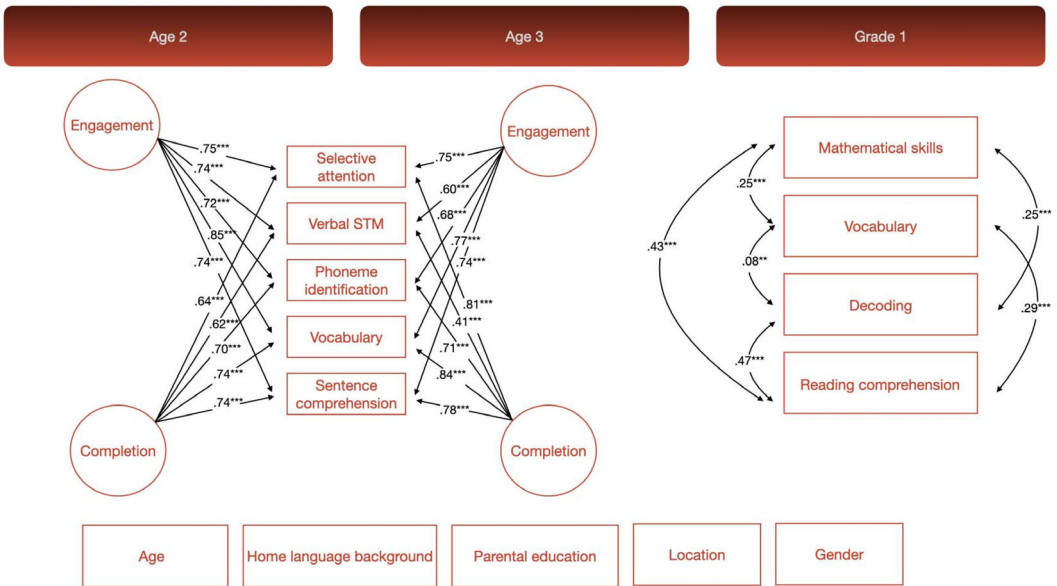 Age 2
Age 3
Grade 1
Engagement
Engagement
.75***
.74***
.72***
.85***
.74***
.64***
.62***
.70***
.74***
.74***
Selective
attention
Verbal STM
Phoneme
identification
Vocabulary
Sentence
comprehension
.75***
.60***
.68***
.77***
.74***
.81***
.41***
.71***
.84***
.78***
Completion
Completion
Mathematical skills
Vocabulary
Decoding
Reading comprehension
.43***
.25***
.08**
.47***
.25***
.29***
Age
Home language background
Parental education
Location
Gender